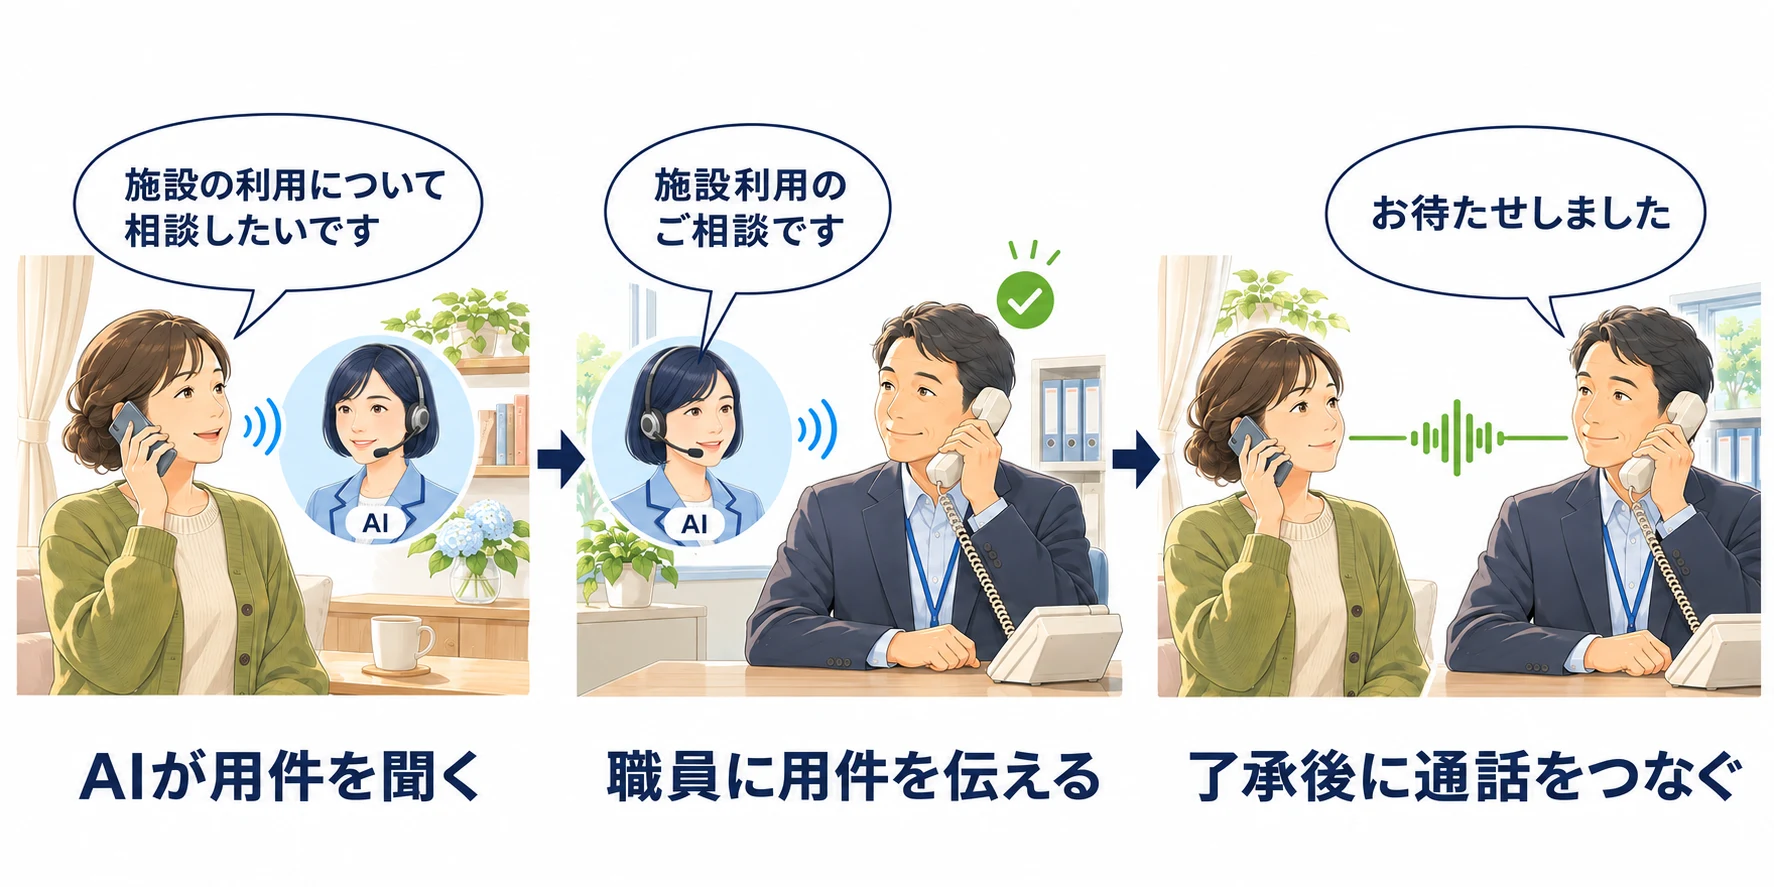 施設の利用について
相談したいです
AI
AIが用件を聞く
施設利用の
ご相談です
AI
職員に用件を伝える
お待たせしました
了承後に通話をつなぐ